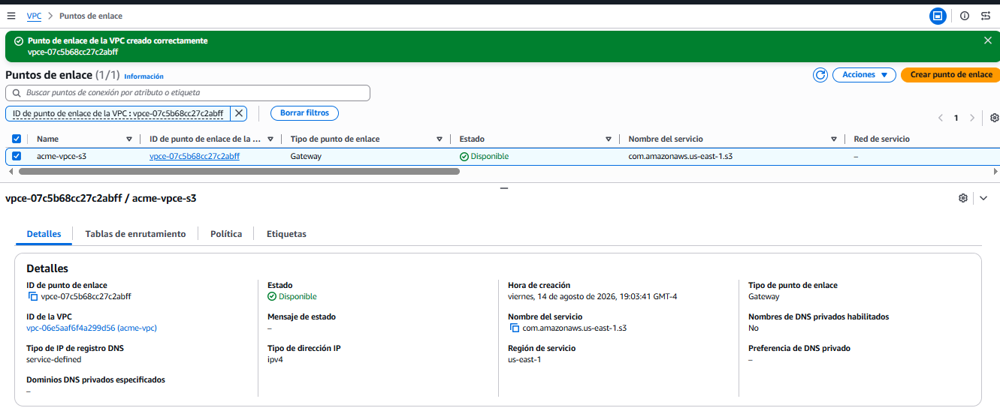 VPC > Puntos de enlace
Punto de enlace de la VPC creado correctamente
vpce-07c5b68cc27c2abff
Puntos de enlace (1/1) Información
Acciones
Crear punto de enlace
Buscar puntos de conexión por atributo o etiqueta
ID de punto de enlace de la VPC : vpce-07c5b68cc27c2abff
Borrar filtros
1
Name ID de punto de enlace de la ... Tipo de punto de enlace Estado Nombre del servicio Red de servicio
acme-vpce-s3 vpce-07c5b68cc27c2abff Gateway Disponible com.amazonaws.us-east-1.s3 –
vpce-07c5b68cc27c2abff / acme-vpce-s3
Detalles Tablas de enrutamiento Política Etiquetas
Detalles
ID de punto de enlace
vpce-07c5b68cc27c2abff
Estado
Disponible
Hora de creación
viernes, 14 de agosto de 2026, 19:03:41 GMT-4
Tipo de punto de enlace
Gateway
ID de la VPC
vpc-06e5aaf6f4a299d56 (acme-vpc)
Mensaje de estado
–
Nombre del servicio
com.amazonaws.us-east-1.s3
Nombres de DNS privados habilitados
No
Tipo de IP de registro DNS
service-defined
Tipo de dirección IP
ipv4
Región de servicio
us-east-1
Preferencia de DNS privado
–
Dominios DNS privados especificados
–